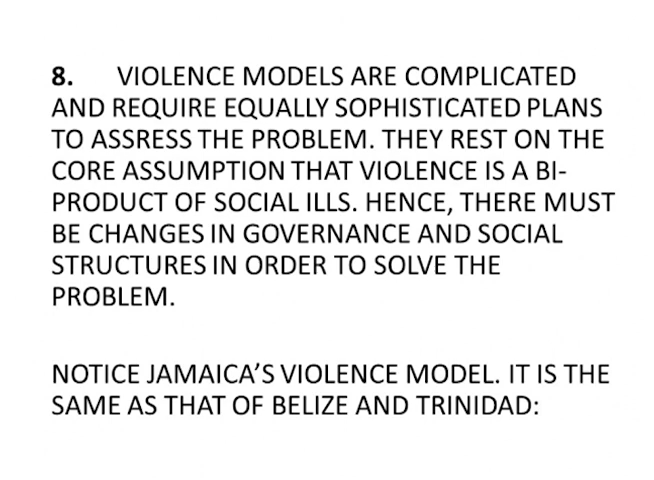 8. VIOLENCE MODELS ARE COMPLICATED
AND REQUIRE EQUALLY SOPHISTICATED PLANS
TO ASSRESS THE PROBLEM. THEY REST ON THE
CORE ASSUMPTION THAT VIOLENCE IS A BI-
PRODUCT OF SOCIAL ILLS. HENCE, THERE MUST
BE CHANGES IN GOVERNANCE AND SOCIAL
STRUCTURES IN ORDER TO SOLVE THE
PROBLEM.
NOTICE JAMAICA’S VIOLENCE MODEL. IT IS THE
SAME AS THAT OF BELIZE AND TRINIDAD: